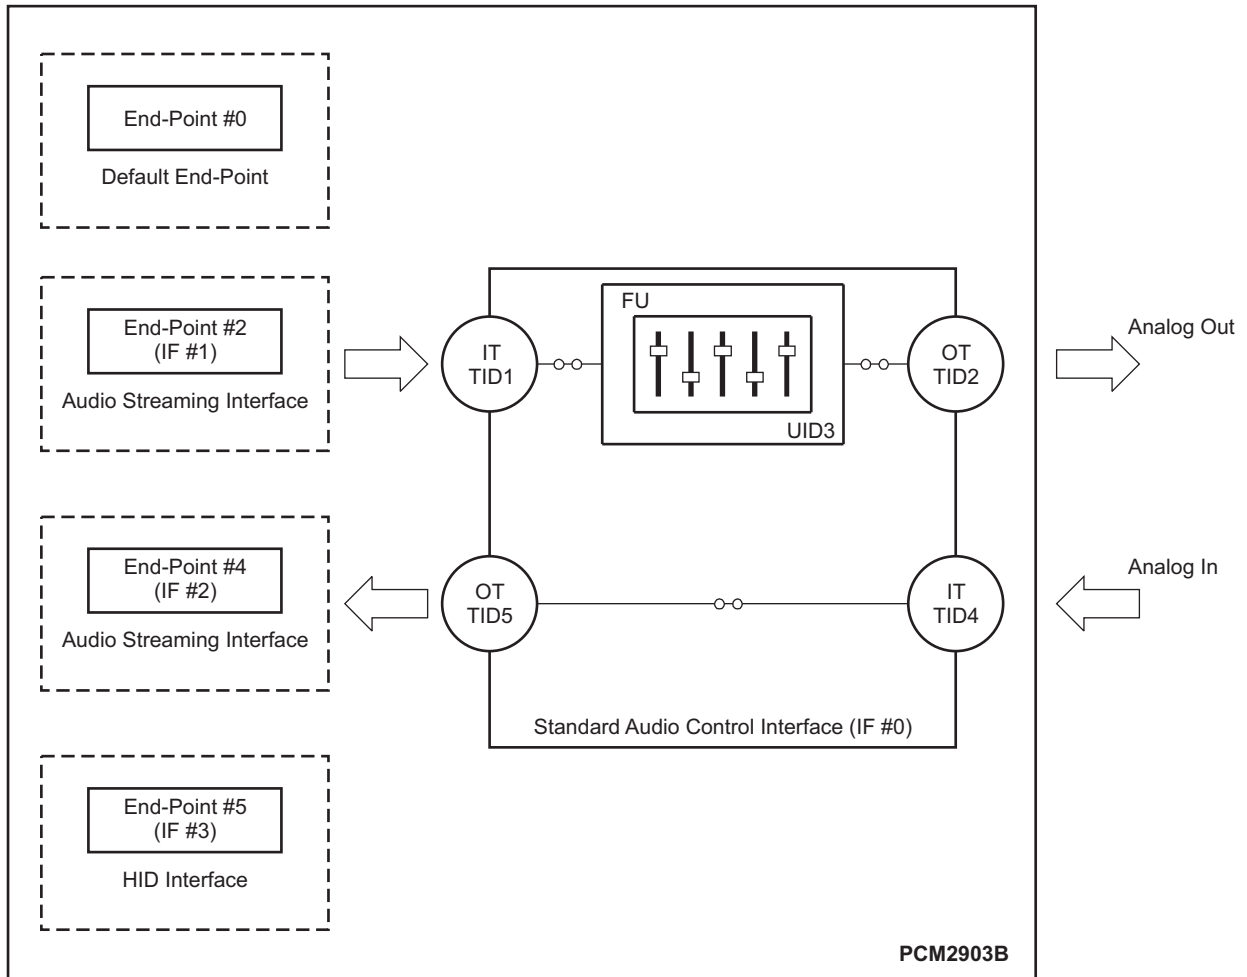 End-Point #0
Default End-Point
End-Point #2
(IF #1)
Audio Streaming Interface
IT
TID1
FU
UID3
OT
TID2
Analog Out
End-Point #4
(IF #2)
Audio Streaming Interface
OT
TID5
IT
TID4
Analog In
Standard Audio Control Interface (IF #0)
End-Point #5
(IF #3)
HID Interface
PCM2903B